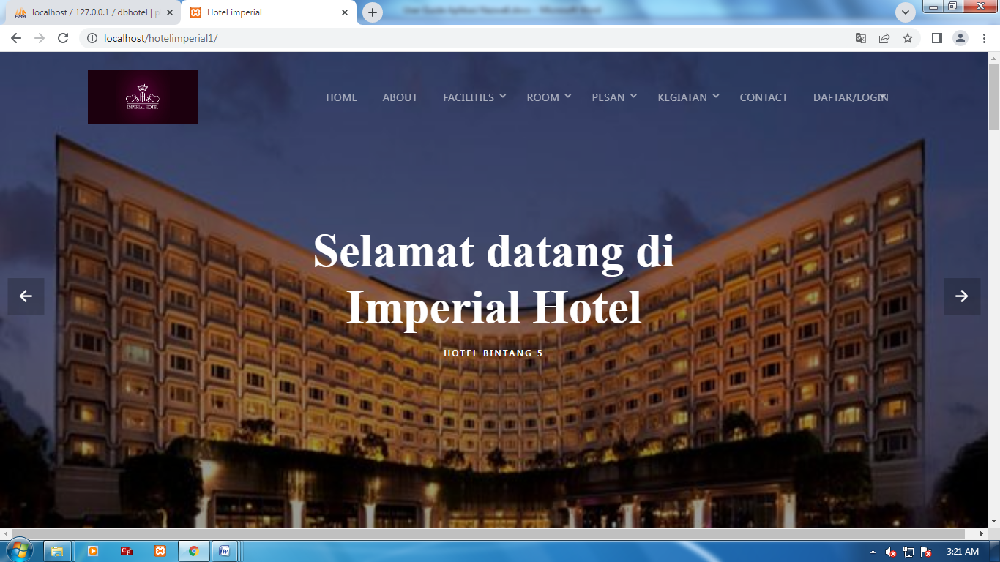 localhost / 127.0.0.1 / dbhotel | p
Hotel imperial
localhost/hotelimperial1/
IMPERIAL HOTEL
HOME
ABOUT
FACILITIES
ROOM
PESAN
KEGIATAN
CONTACT
DAFTAR/LOGIN
Selamat datang di
Imperial Hotel
HOTEL BINTANG 5
3:21 AM